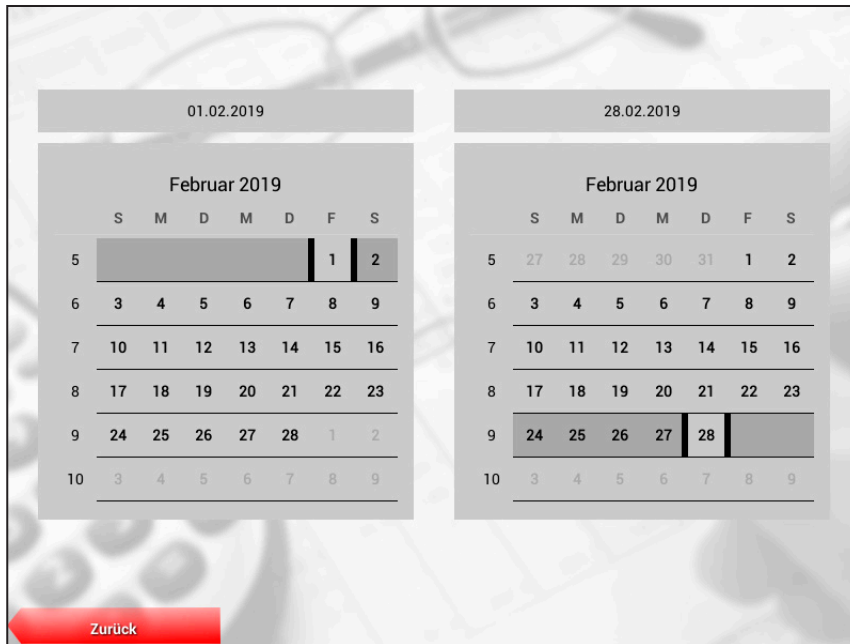 01.02.2019
Februar 2019
S M D M D F S
5 1 2
6 3 4 5 6 7 8 9
7 10 11 12 13 14 15 16
8 17 18 19 20 21 22 23
9 24 25 26 27 28 1 2
10 3 4 5 6 7 8 9
28.02.2019
Februar 2019
S M D M D F S
5 27 28 29 30 31 1 2
6 3 4 5 6 7 8 9
7 10 11 12 13 14 15 16
8 17 18 19 20 21 22 23
9 24 25 26 27 28
10 3 4 5 6 7 8 9
Zurück